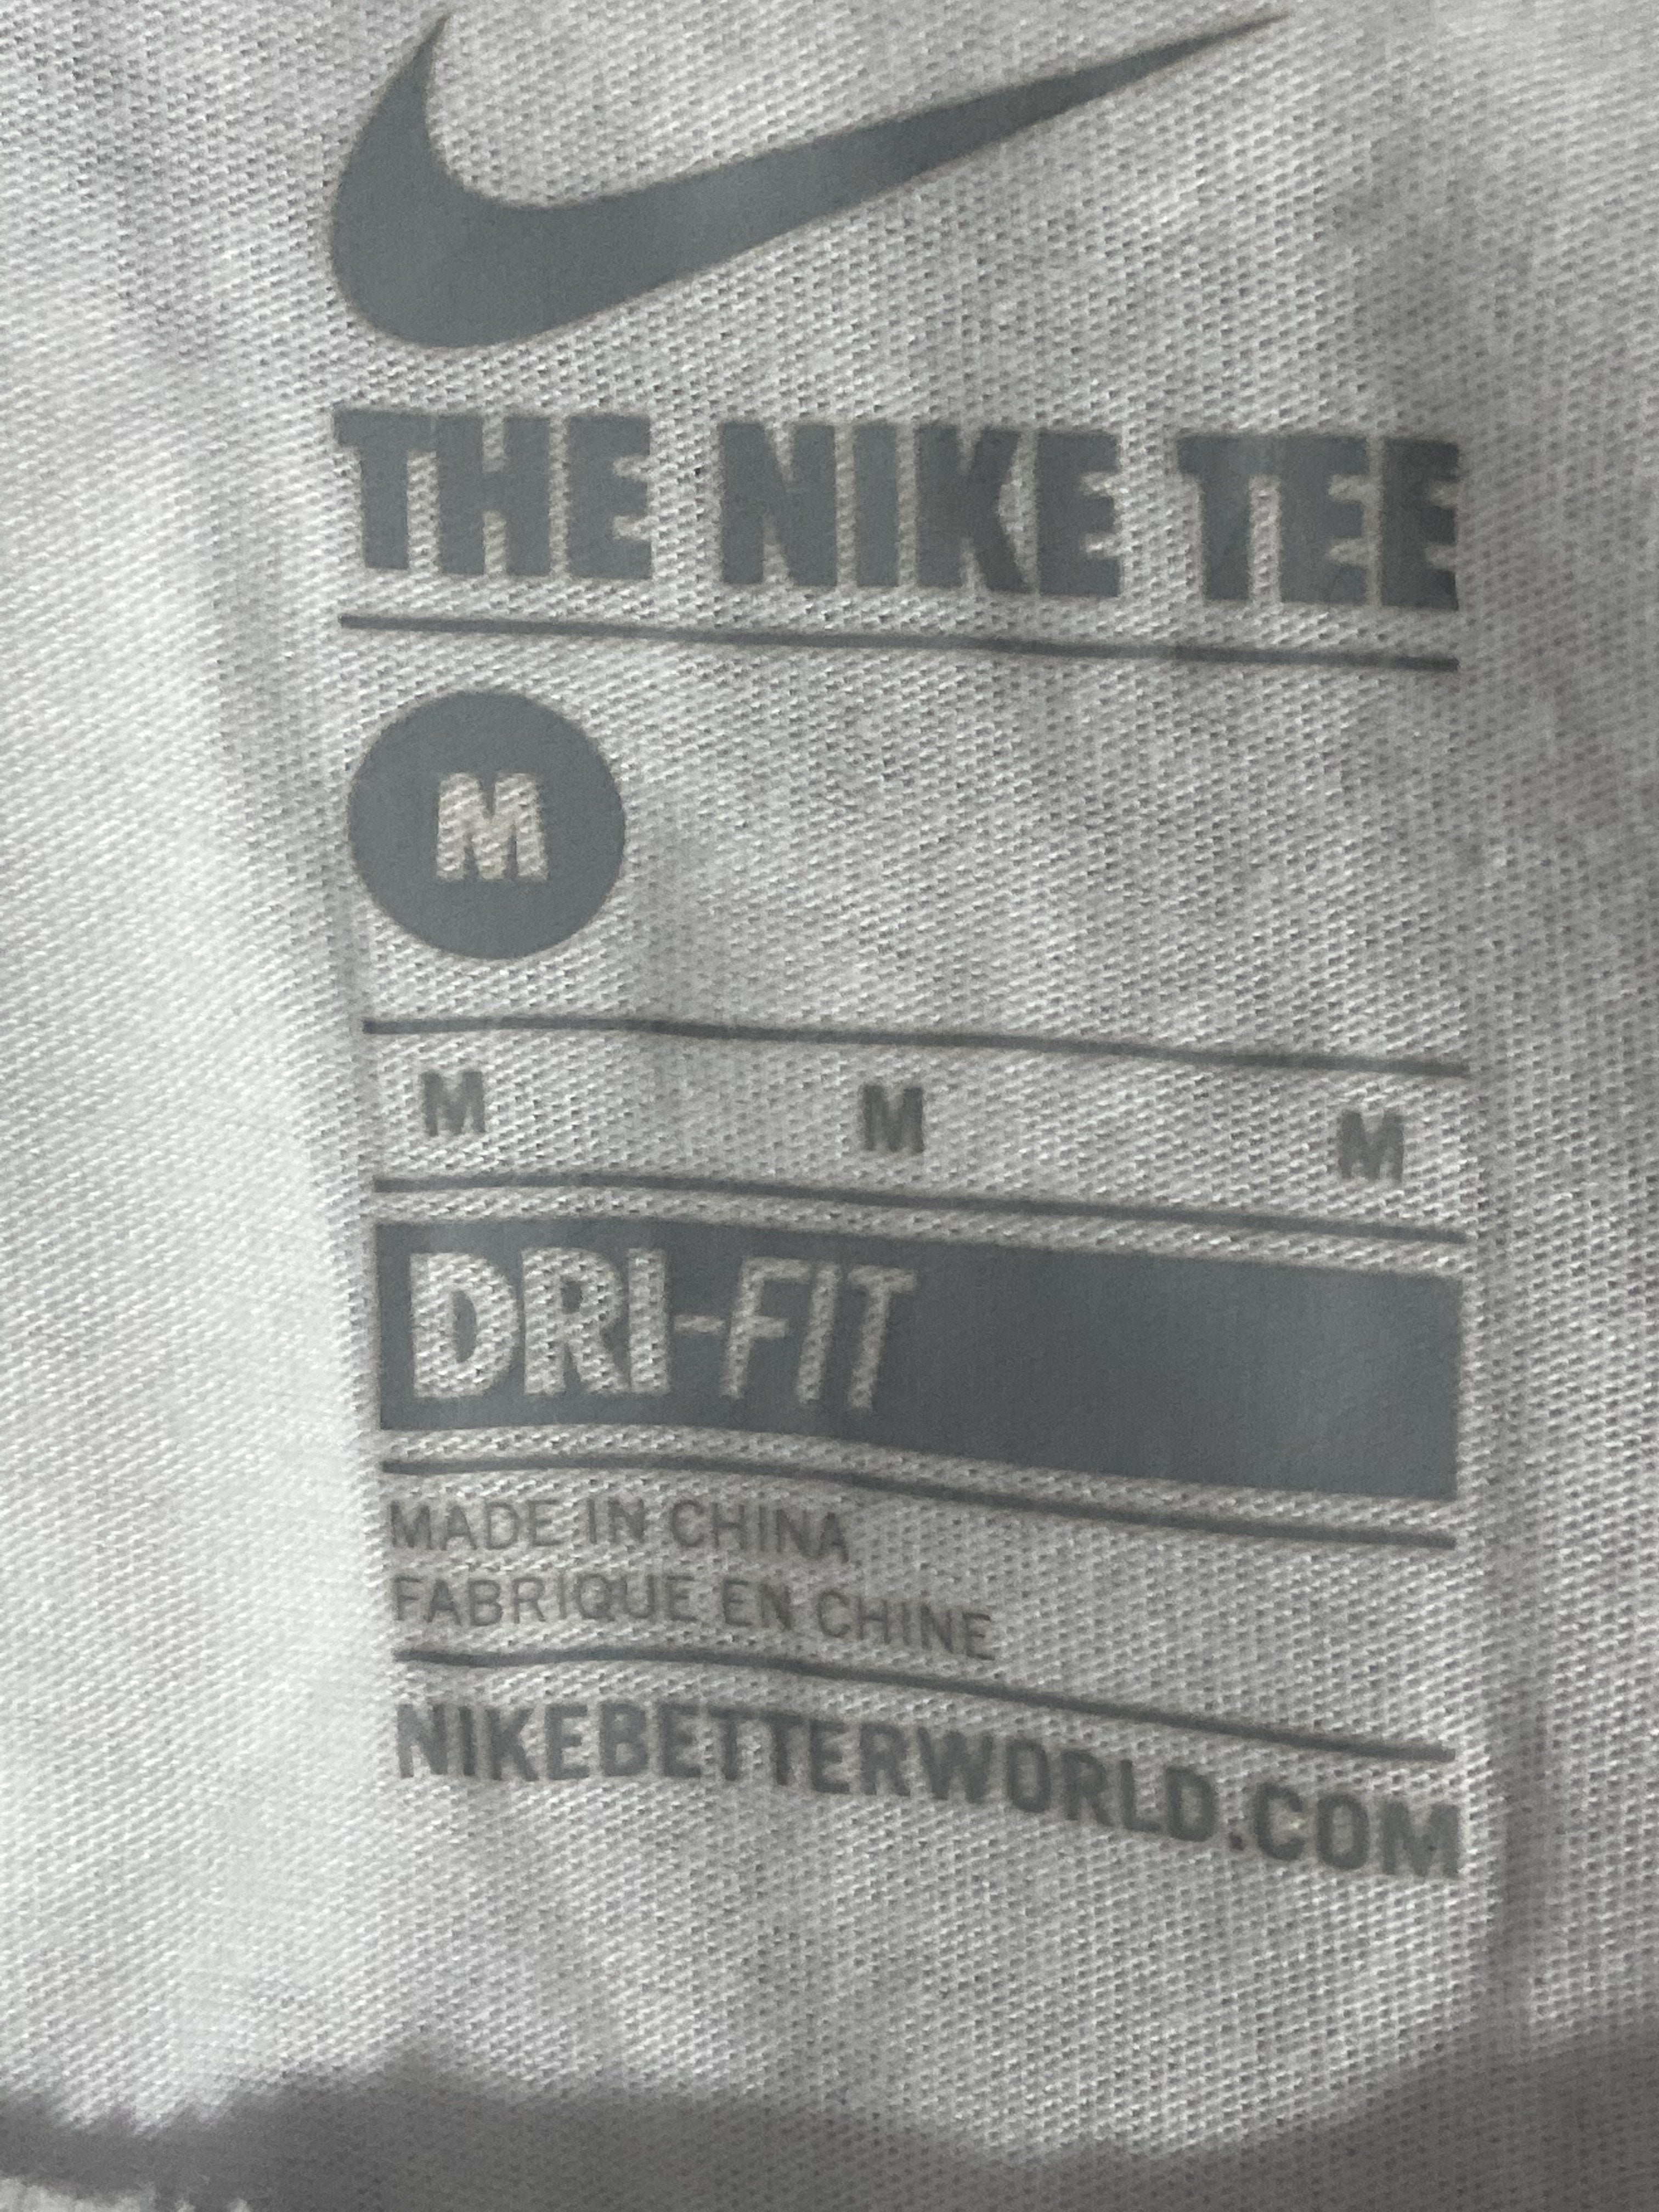 THE NIKE TEE
M
M M M
DRI-FIT
MADE IN CHINA
FABRIQUE EN CHINE
NIKEBETTERWORLD.COM